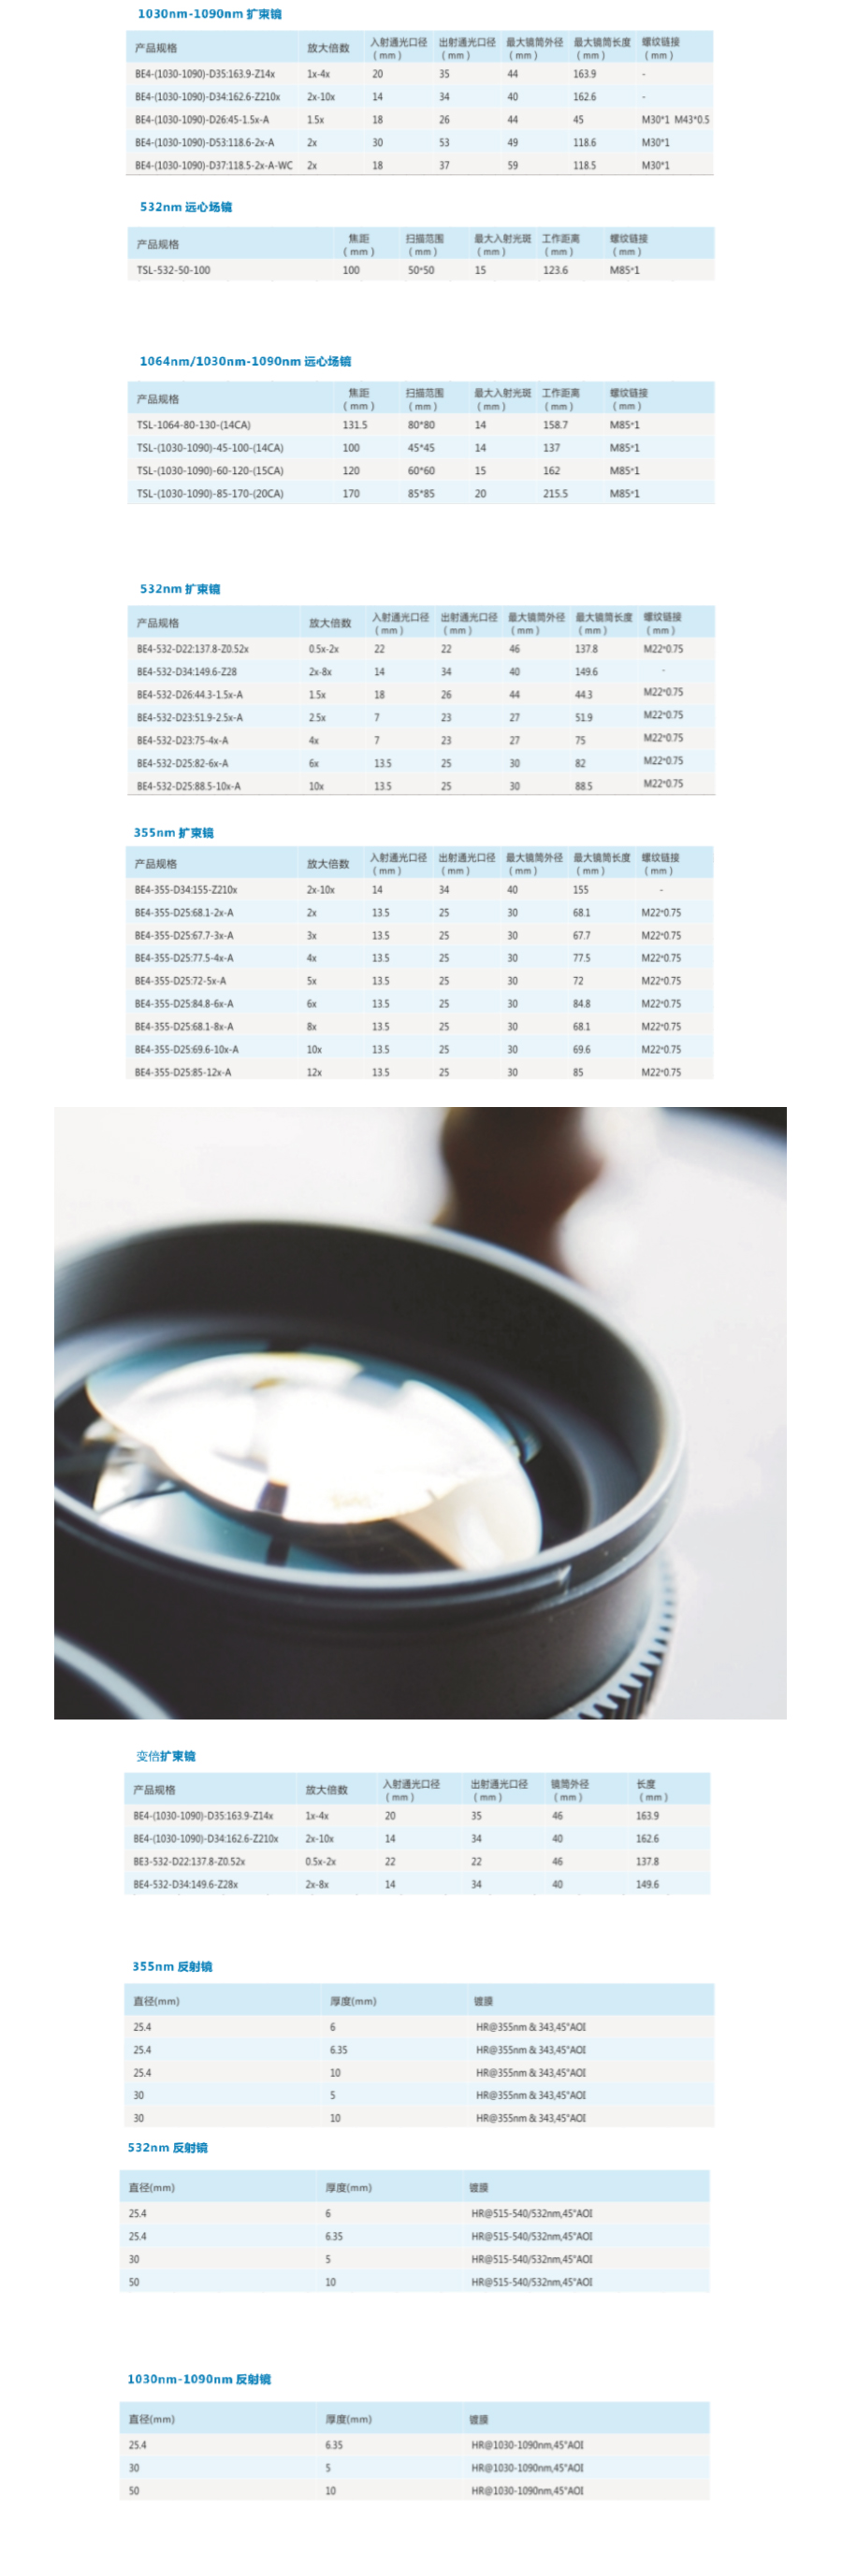 1030nm-1090nm 扩束镜
产品规格 放大倍数 入射通光口径 (mm) 出射通光口径 (mm) 最大镜筒外径 (mm) 最大镜筒长度 (mm) 螺纹链接 (mm)
BE4-(1030-1090)-D35:163.9-Z14x 1x-4x 20 35 44 163.9 -
BE4-(1030-1090)-D34:162.6-Z210x 2x-10x 14 34 40 162.6 -
BE4-(1030-1090)-D26:45-1.5x-A 1.5x 18 26 44 45 M30*1 M43*0.5
BE4-(1030-1090)-D53:118.6-2x-A 2x 30 53 49 118.6 M30*1
BE4-(1030-1090)-D37:118.5-2x-A-WC 2x 18 37 59 118.5 M30*1
532nm 远心场镜
产品规格 焦距 (mm) 扫描范围 (mm) 最大入射光斑 (mm) 工作距离 (mm) 螺纹链接 (mm)
TSL-532-50-100 100 50*50 15 123.6 M85*1
1064nm/1030nm-1090nm 远心场镜
产品规格 焦距 (mm) 扫描范围 (mm) 最大入射光斑 (mm) 工作距离 (mm) 螺纹链接 (mm)
TSL-1064-80-130-(14CA) 131.5 80*80 14 158.7 M85*1
TSL-(1030-1090)-45-100-(14CA) 100 45*45 14 137 M85*1
TSL-(1030-1090)-60-120-(15CA) 120 60*60 15 162 M85*1
TSL-(1030-1090)-85-170-(20CA) 170 85*85 20 215.5 M85*1
532nm 扩束镜
产品规格 放大倍数 入射通光口径 (mm) 出射通光口径 (mm) 最大镜筒外径 (mm) 最大镜筒长度 (mm) 螺纹链接 (mm)
BE4-532-D22:137.8-Z0.52x 0.5x-2x 22 22 46 137.8 M22*0.75
BE4-532-D34:149.6-Z28 2x-8x 14 34 40 149.6 -
BE4-532-D26:44.3-1.5x-A 1.5x 18 26 44 44.3 M22*0.75
BE4-532-D23:51.9-2.5x-A 2.5x 7 23 27 51.9 M22*0.75
BE4-532-D23:75-4x-A 4x 7 23 27 75 M22*0.75
BE4-532-D25:82-6x-A 6x 13.5 25 30 82 M22*0.75
BE4-532-D25:88.5-10x-A 10x 13.5 25 30 88.5 M22*0.75
355nm 扩束镜
产品规格 放大倍数 入射通光口径 (mm) 出射通光口径 (mm) 最大镜筒外径 (mm) 最大镜筒长度 (mm) 螺纹链接 (mm)
BE4-355-D34:155-Z210x 2x-10x 14 34 40 155 -
BE4-355-D25:68.1-2x-A 2x 13.5 25 30 68.1 M22*0.75
BE4-355-D25:67.7-3x-A 3x 13.5 25 30 67.7 M22*0.75
BE4-355-D25:77.5-4x-A 4x 13.5 25 30 77.5 M22*0.75
BE4-355-D25:72-5x-A 5x 13.5 25 30 72 M22*0.75
BE4-355-D25:84.8-6x-A 6x 13.5 25 30 84.8 M22*0.75
BE4-355-D25:68.1-8x-A 8x 13.5 25 30 68.1 M22*0.75
BE4-355-D25:69.6-10x-A 10x 13.5 25 30 69.6 M22*0.75
BE4-355-D25:85-12x-A 12x 13.5 25 30 85 M22*0.75
变倍扩束镜
产品规格 放大倍数 入射通光口径 (mm) 出射通光口径 (mm) 镜筒外径 (mm) 长度 (mm)
BE4-(1030-1090)-D35:163.9-Z14x 1x-4x 20 35 46 163.9
BE4-(1030-1090)-D34:162.6-Z210x 2x-10x 14 34 40 162.6
BE3-532-D22:137.8-Z0.52x 0.5x-2x 22 22 46 137.8
BE4-532-D34:149.6-Z28x 2x-8x 14 34 40 149.6
355nm 反射镜
直径(mm) 厚度(mm) 镀膜
25.4 6 HR@355nm & 343,45°AOI
25.4 6.35 HR@355nm & 343,45°AOI
25.4 10 HR@355nm & 343,45°AOI
30 5 HR@355nm & 343,45°AOI
30 10 HR@355nm & 343,45°AOI
532nm 反射镜
直径(mm) 厚度(mm) 镀膜
25.4 6 HR@515-540/532nm,45°AOI
25.4 6.35 HR@515-540/532nm,45°AOI
30 5 HR@515-540/532nm,45°AOI
50 10 HR@515-540/532nm,45°AOI
1030nm-1090nm 反射镜
直径(mm) 厚度(mm) 镀膜
25.4 6.35 HR@1030-1090nm,45°AOI
30 5 HR@1030-1090nm,45°AOI
50 10 HR@1030-1090nm,45°AOI